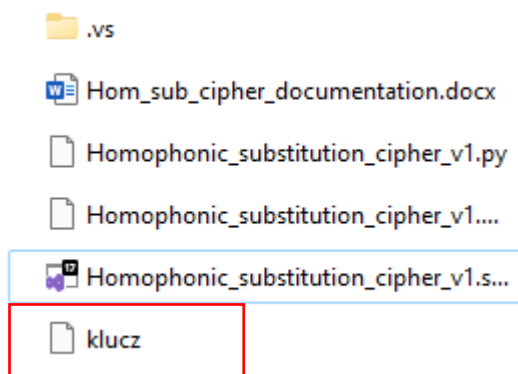 .vs
Hom_sub_cipher_documentation.docx
Homophonic_substitution_cipher_v1.py
Homophonic_substitution_cipher_v1....
Homophonic_substitution_cipher_v1.s...
klucz